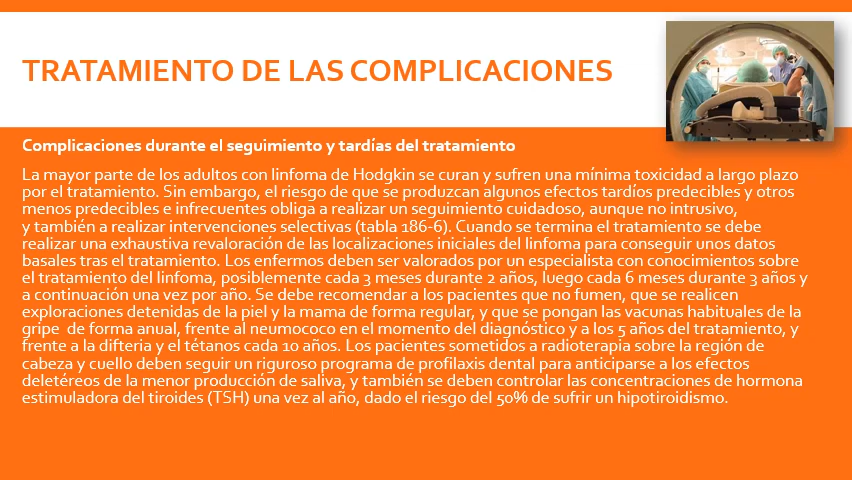 TRATAMIENTO DE LAS COMPLICACIONES
Complicaciones durante el seguimiento y tardías del tratamiento
La mayor parte de los adultos con linfoma de Hodgkin se curan y sufren una mínima toxicidad a largo plazo
por el tratamiento. Sin embargo, el riesgo de que se produzcan algunos efectos tardíos predecibles y otros
menos predecibles e infrecuentes obliga a realizar un seguimiento cuidadoso, aunque no intrusivo,
y también a realizar intervenciones selectivas (tabla 186-6). Cuando se termina el tratamiento se debe
realizar una exhaustiva revaloración de las localizaciones iniciales del linfoma para conseguir unos datos
basales tras el tratamiento. Los enfermos deben ser valorados por un especialista con conocimientos sobre
el tratamiento del linfoma, posiblemente cada 3 meses durante 2 años, luego cada 6 meses durante 3 años y
a continuación una vez por año. Se debe recomendar a los pacientes que no fumen, que se realicen
exploraciones detenidas de la piel y la mama de forma regular, y que se pongan las vacunas habituales de la
gripe de forma anual, frente al neumococo en el momento del diagnóstico y a los 5 años del tratamiento, y
frente a la difteria y el tétanos cada 10 años. Los pacientes sometidos a radioterapia sobre la región de
cabeza y cuello deben seguir un riguroso programa de profilaxis dental para anticiparse a los efectos
deletéreos de la menor producción de saliva, y también se deben controlar las concentraciones de hormona
estimuladora del tiroides (TSH) una vez al año, dado el riesgo del 50% de sufrir un hipotiroidismo.